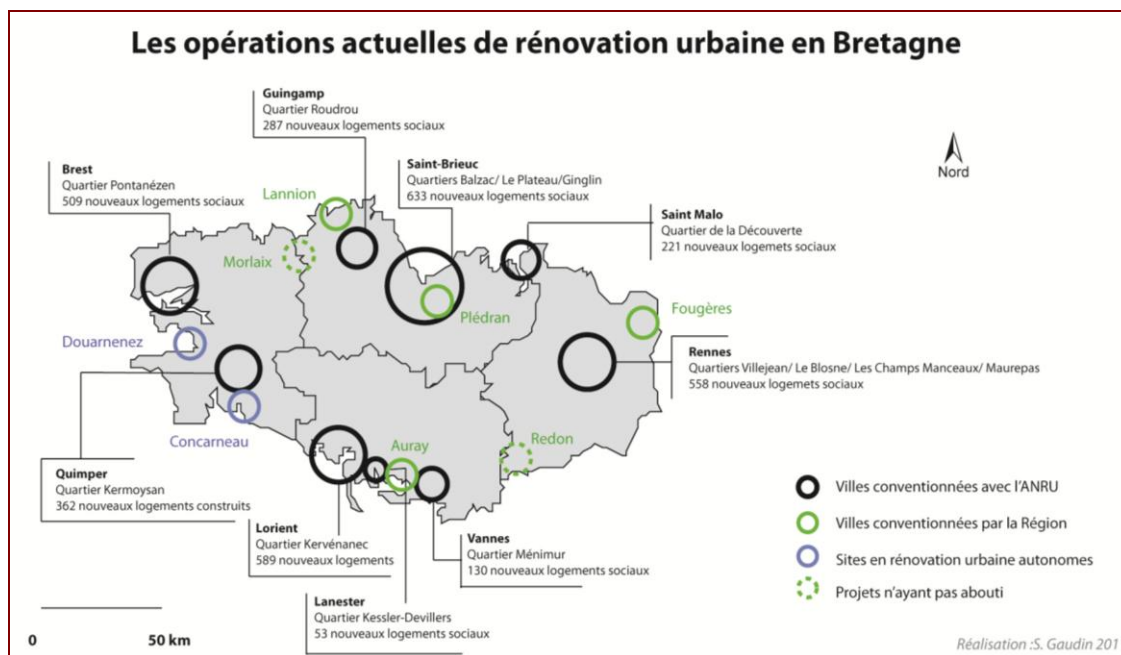 Les opérations actuelles de rénovation urbaine en Bretagne
Guingamp
Quartier Roudrou
287 nouveaux logements sociaux
Brest
Quartier Pontanézen
509 nouveaux logements sociaux
Lannion
Saint-Brieuc
Quartiers Balzac/ Le Plateau/Ginglin
633 nouveaux logements sociaux
Nord
Saint Malo
Quartier de la Découverte
221 nouveaux logemets sociaux
Morlaix
Plédran
Fougères
Douarnenez
Rennes
Quartiers Villejean/ Le Blosne/ Les Champs Manceaux/ Maurepas
558 nouveaux logemets sociaux
Concarneau
Auray
Redon
Quimper
Quartier Kermoysan
362 nouveaux logements construits
Lorient
Quartier Kervénanec
589 nouveaux logements
Vannes
Quartier Ménimur
130 nouveaux logements sociaux
Lanester
Quartier Kessler-Devillers
53 nouveaux logements sociaux
Villes conventionnées avec l'ANRU
Villes conventionnées par la Région
Sites en rénovation urbaine autonomes
Projets n'ayant pas abouti
0 50 km
Réalisation :S. Gaudin 201